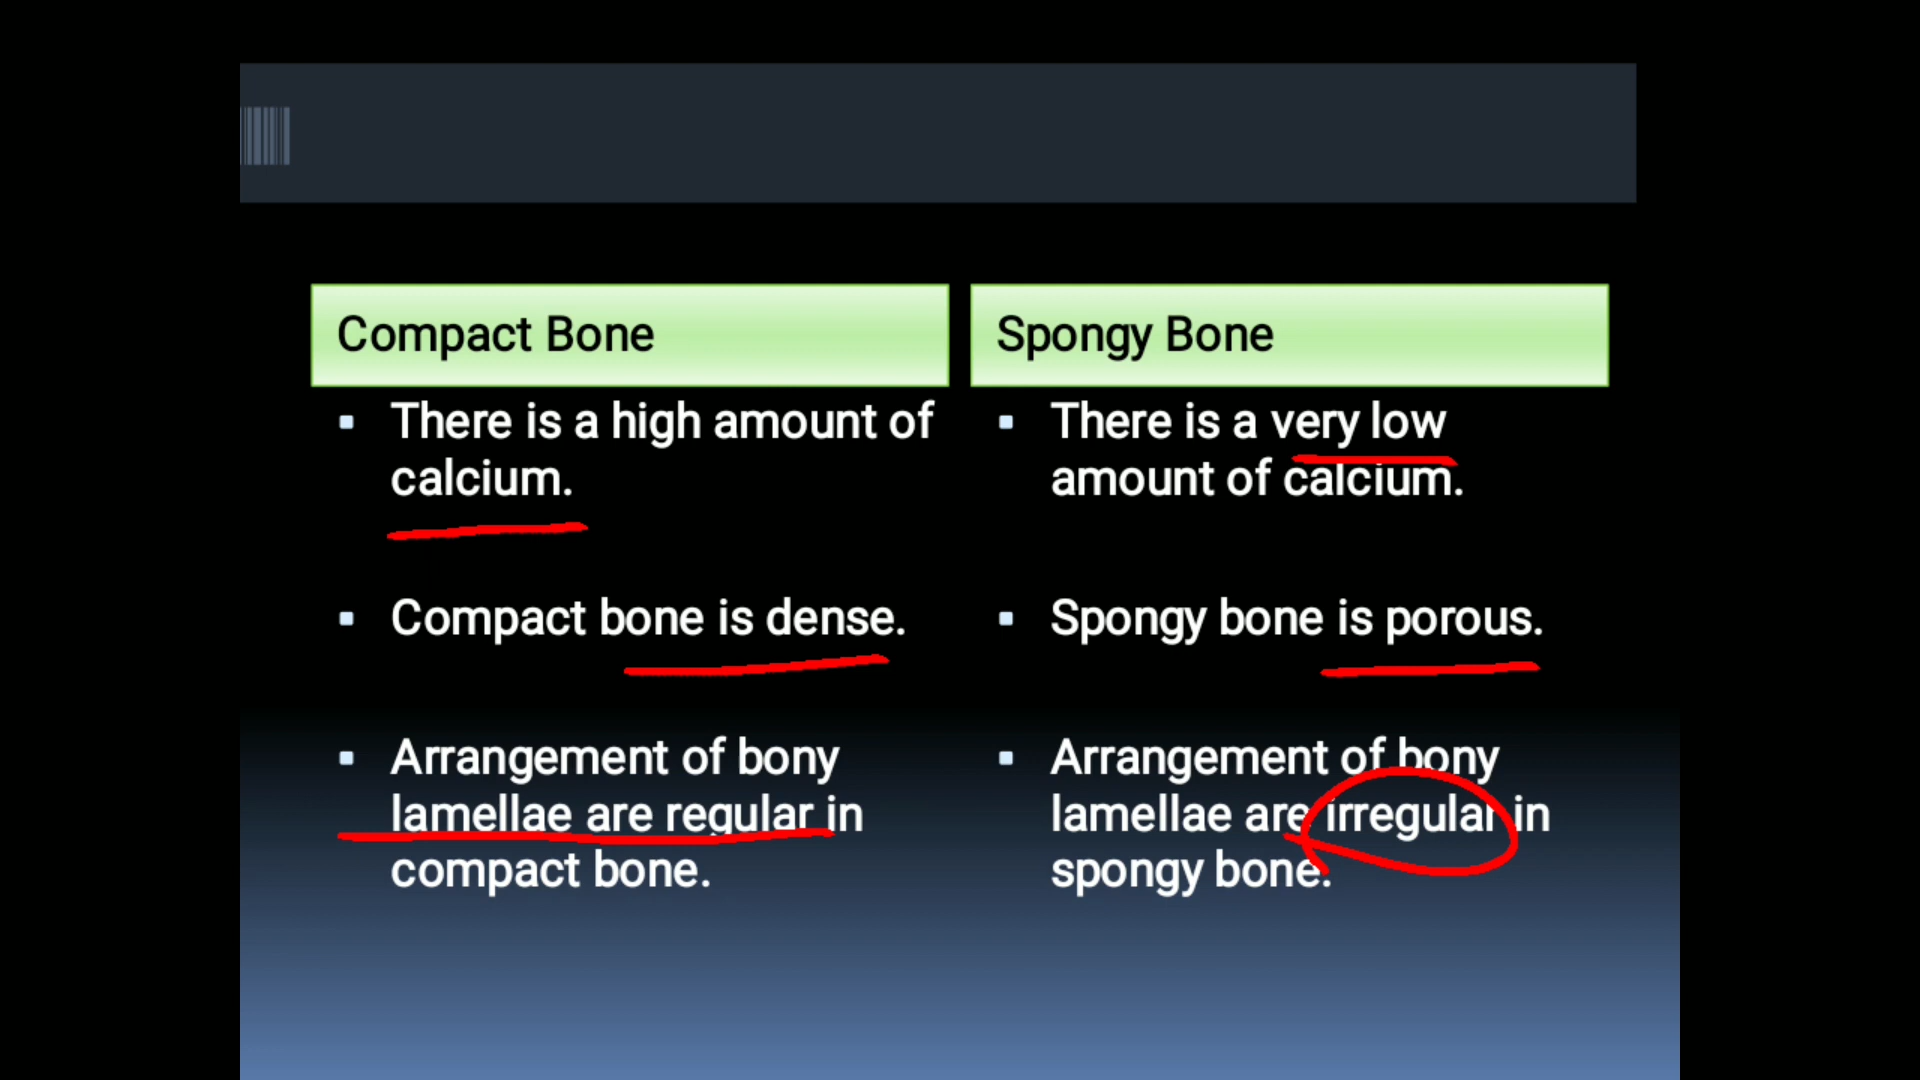 Compact Bone
There is a high amount of
calcium.
Compact bone is dense.
Arrangement of bony
lamellae are regular in
compact bone.
Spongy Bone
There is a very low
amount of calcium.
Spongy bone is porous.
Arrangement of bony
lamellae are irregular in
spongy bone.